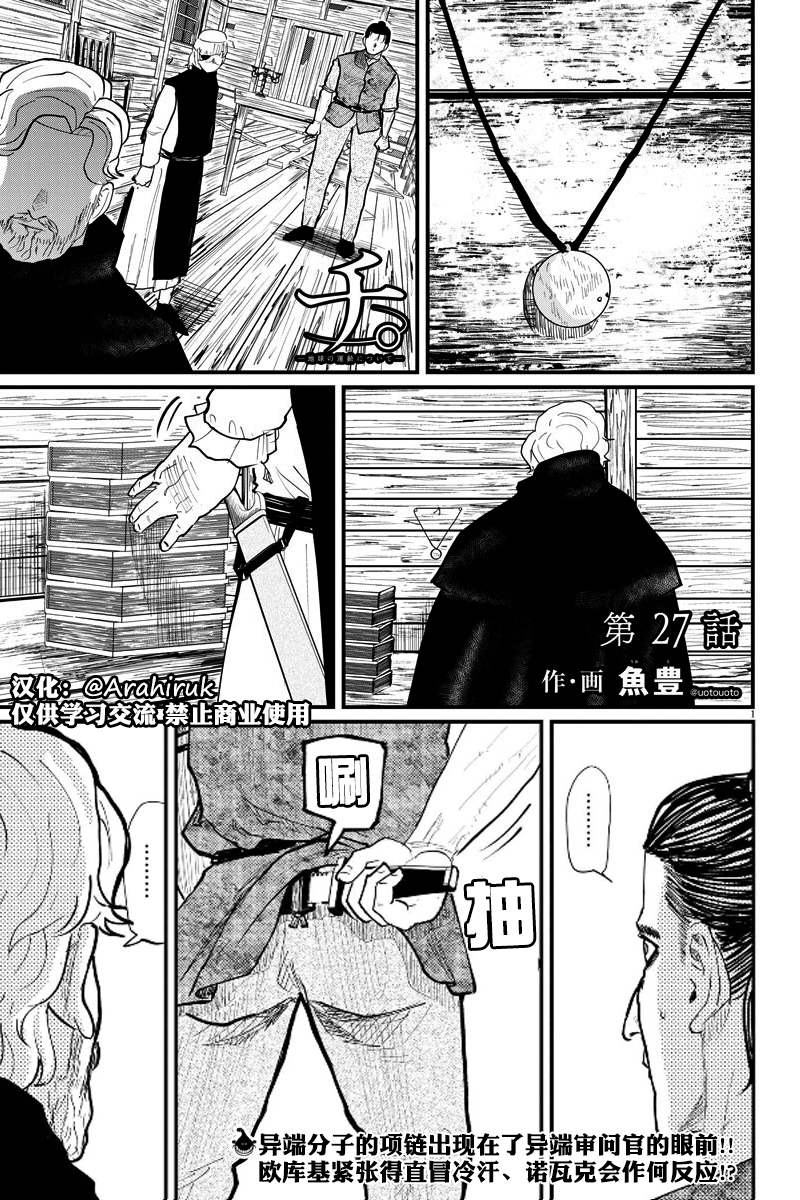 チ。
―地球の運動について―
第 27 話
作・画 魚豊
@uotouoto
汉化：@Arahiruk
仅供学习交流 禁止商业使用
1
………
唰
抽
………
异端分子的项链出现在了异端审问官的眼前!!
欧库基紧张得直冒冷汗、诺瓦克会作何反应!?